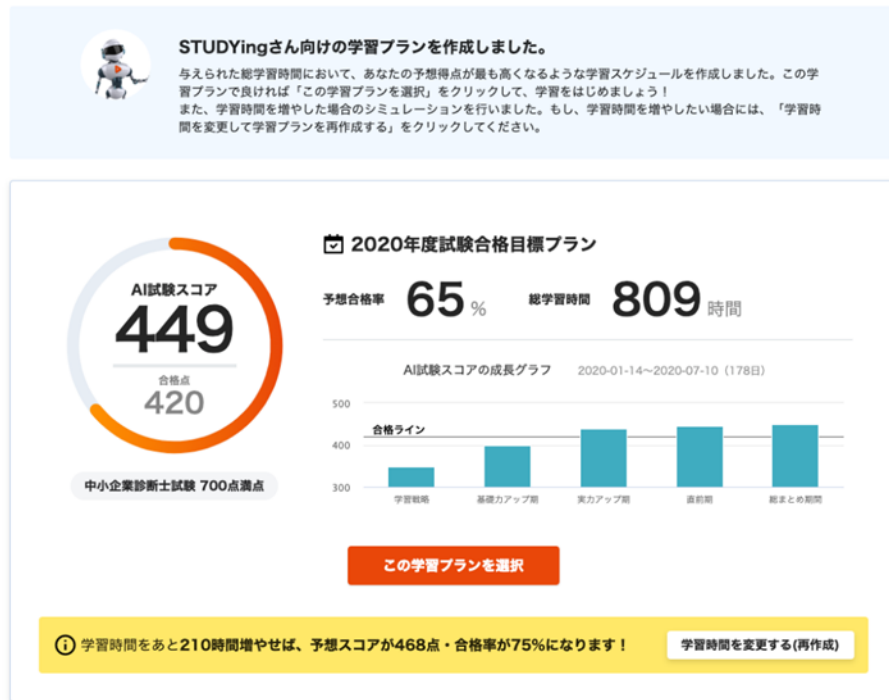 STUDYingさん向けの学習プランを作成しました。
与えられた総学習時間において、あなたの予想得点が最も高くなるような学習スケジュールを作成しました。この学
習プランで良ければ「この学習プランを選択」をクリックして、学習をはじめましょう！
また、学習時間を増やした場合のシミュレーションを行いました。もし、学習時間を増やしたい場合には、「学習時
間を変更して学習プランを再作成する」をクリックしてください。
AI試験スコア
449
合格点
420
中小企業診断士試験 700点満点
2020年度試験合格目標プラン
予想合格率 65 % 総学習時間 809 時間
AI試験スコアの成長グラフ 2020-01-14～2020-07-10（178日）
500
合格ライン
400
300
学習戦略 基礎力アップ期 実力アップ期 直前期 総まとめ期間
この学習プランを選択
学習時間をあと210時間増やせば、予想スコアが468点・合格率が75%になります！
学習時間を変更する(再作成)